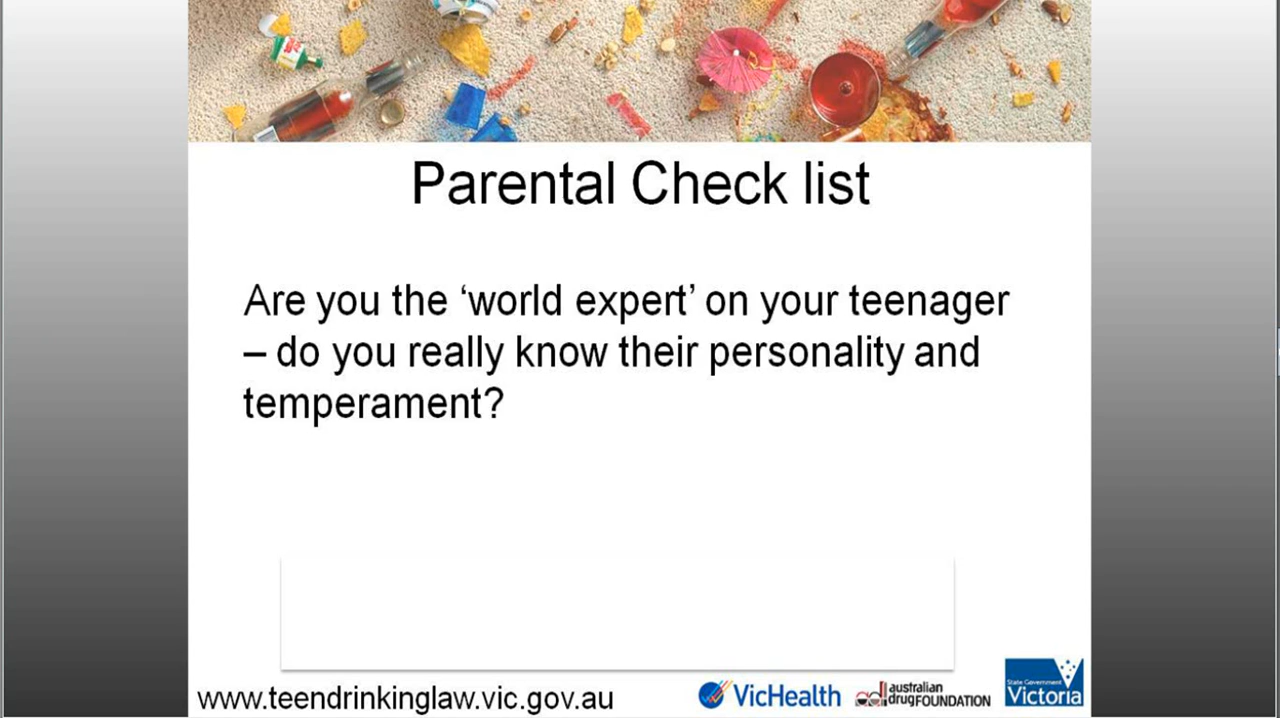 Parental Check list
Are you the ‘world expert’ on your teenager
– do you really know their personality and
temperament?
www.teendrinkinglaw.vic.gov.au
VicHealth
australian
drugFOUNDATION
State Government
Victoria